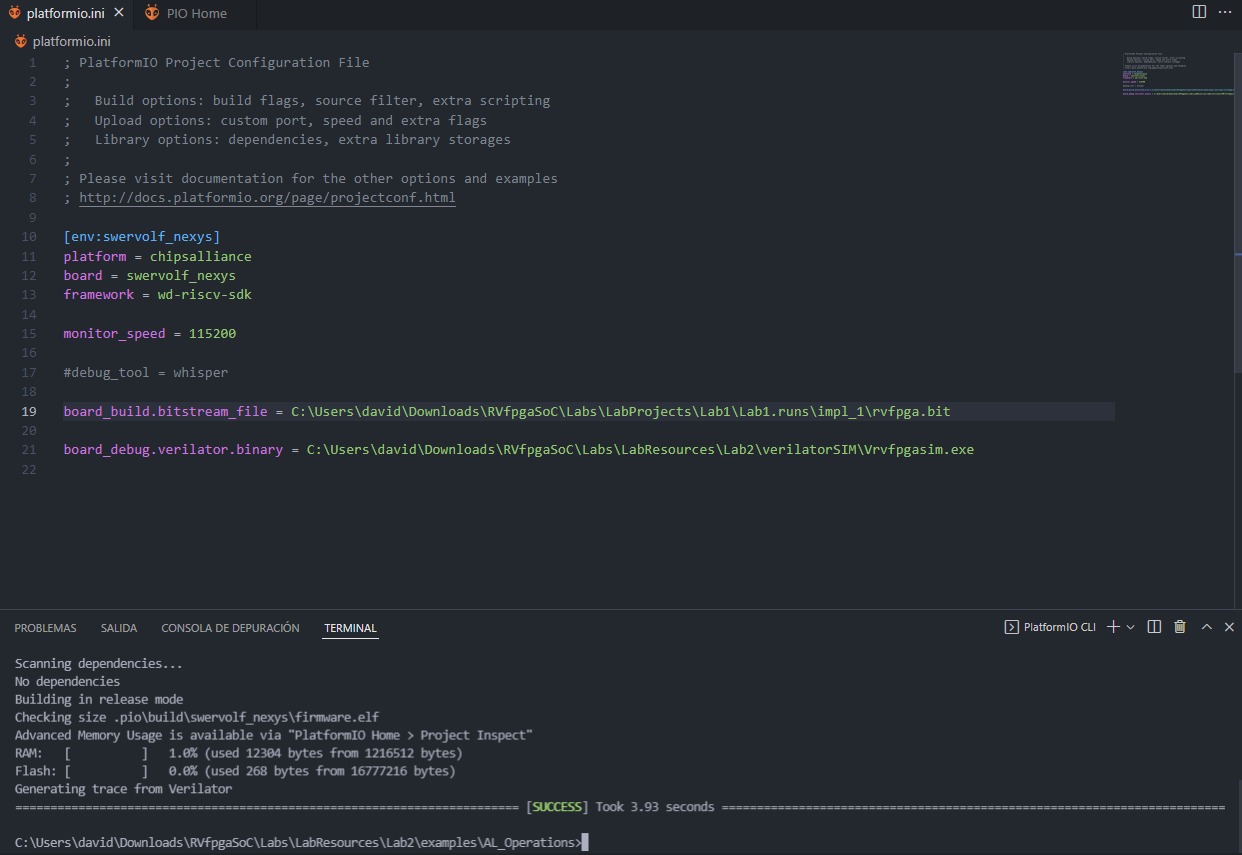 platformio.ini
PIO Home
platformio.ini
1 ; PlatformIO Project Configuration File
2 ;
3 ;   Build options: build flags, source filter, extra scripting
4 ;   Upload options: custom port, speed and extra flags
5 ;   Library options: dependencies, extra library storages
6 ;
7 ; Please visit documentation for the other options and examples
8 ; http://docs.platformio.org/page/projectconf.html
9
10 [env:swervolf_nexys]
11 platform = chipsalliance
12 board = swervolf_nexys
13 framework = wd-riscv-sdk
14
15 monitor_speed = 115200
16
17 #debug_tool = whisper
18
19 board_build.bitstream_file = C:\Users\david\Downloads\RVfpgaSoC\Labs\LabProjects\Lab1\Lab1.runs\impl_1\rvfpga.bit
20
21 board_debug.verilator.binary = C:\Users\david\Downloads\RVfpgaSoC\Labs\LabResources\Lab2\verilatorSIM\Vrvfpgasim.exe
22
PROBLEMAS SALIDA CONSOLA DE DEPURACIÓN TERMINAL PlatformIO CLI
Scanning dependencies...
No dependencies
Building in release mode
Checking size .pio\build\swervolf_nexys\firmware.elf
Advanced Memory Usage is available via "PlatformIO Home > Project Inspect"
RAM:   [          ]   1.0% (used 12304 bytes from 1216512 bytes)
Flash: [          ]   0.0% (used 268 bytes from 16777216 bytes)
Generating trace from Verilator
======================================================================== [SUCCESS] Took 3.93 seconds ========================================================================
C:\Users\david\Downloads\RVfpgaSoC\Labs\LabResources\Lab2\examples\AL_Operations>